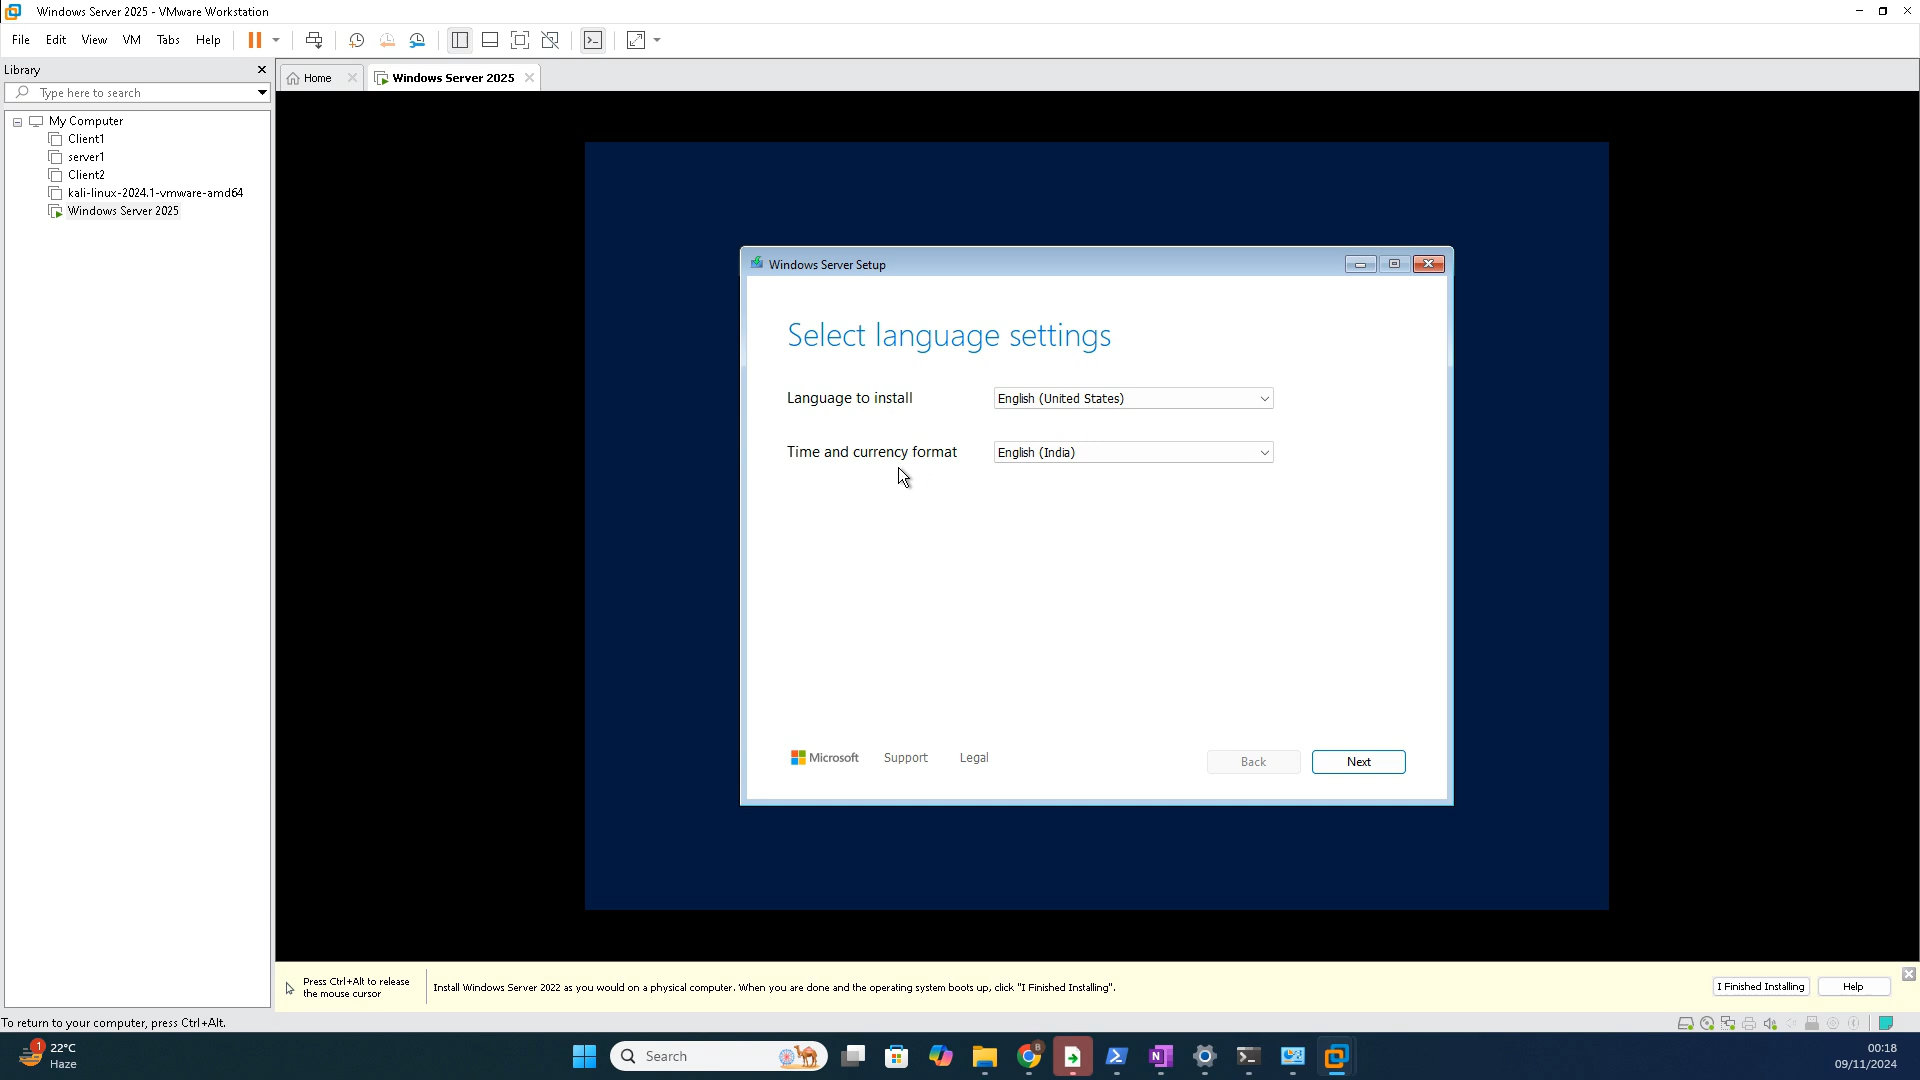 Windows Server 2025 - VMware Workstation
File Edit View VM Tabs Help
Library
Type here to search
My Computer
Client1
server1
Client2
kali-linux-2024.1-vmware-amd64
Windows Server 2025
Home
Windows Server 2025
Windows Server Setup
Select language settings
Language to install
English (United States)
Time and currency format
English (India)
Microsoft Support Legal
Back Next
Press Ctrl+Alt to release
the mouse cursor
Install Windows Server 2022 as you would on a physical computer. When you are done and the operating system boots up, click "I Finished Installing".
I Finished Installing
Help
To return to your computer, press Ctrl+Alt.
1
22°C
Haze
Search
B
N
00:18
09/11/2024